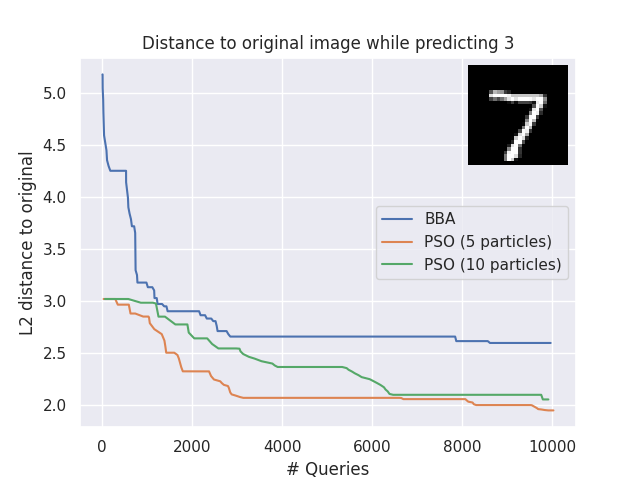 Distance to original image while predicting 3
L2 distance to original
5.0
4.5
4.0
3.5
3.0
2.5
2.0
7
BBA
PSO (5 particles)
PSO (10 particles)
0
2000
4000
6000
8000
10000
# Queries